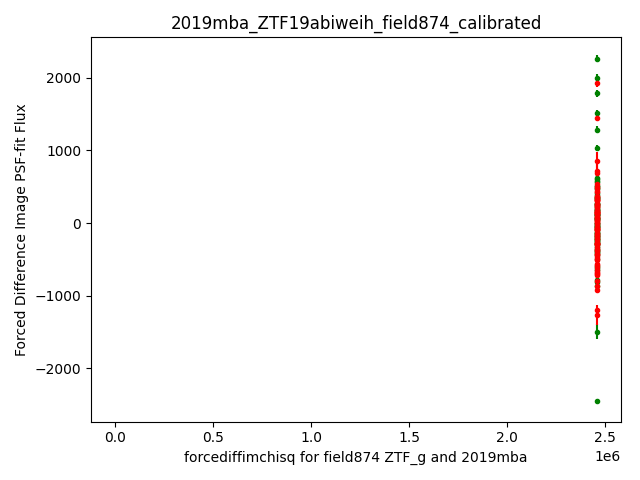 2019mba_ZTF19abiweih_field874_calibrated
Forced Difference Image PSF-fit Flux
2000
1000
0
−1000
−2000
0.0
0.5
1.0
1.5
2.0
2.5
1e6
forcediffimchisq for field874 ZTF_g and 2019mba